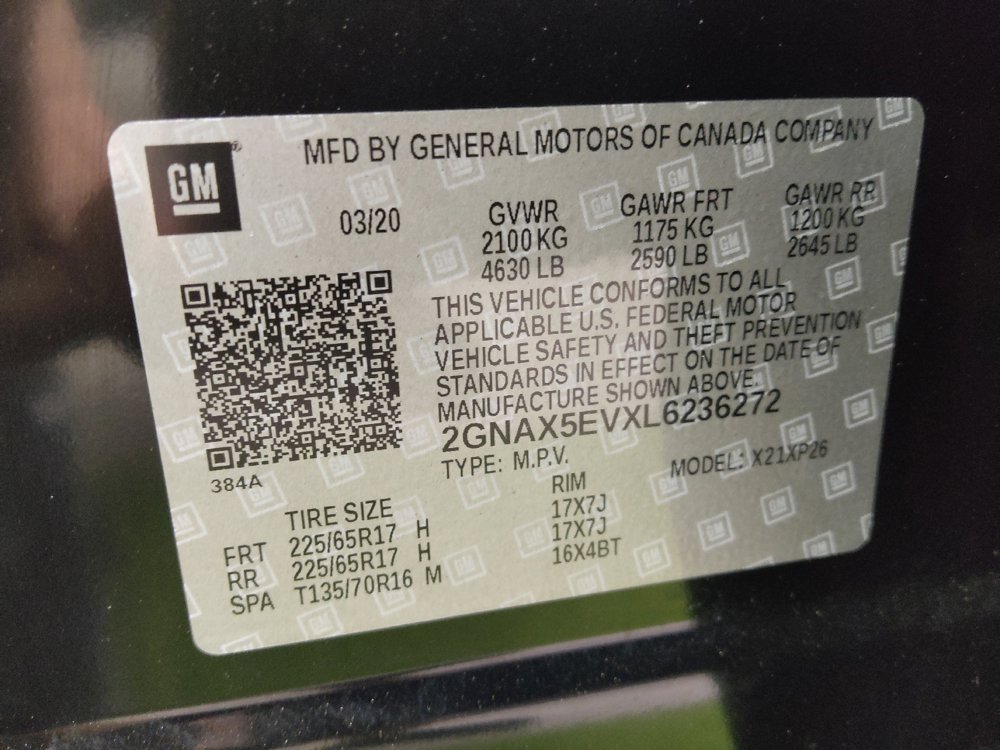 GM
MFD BY GENERAL MOTORS OF CANADA COMPANY
03/20
GVWR GAWR FRT GAWR RR
2100 KG 1175 KG 1200 KG
4630 LB 2590 LB 2645 LB
THIS VEHICLE CONFORMS TO ALL
APPLICABLE U.S. FEDERAL MOTOR
VEHICLE SAFETY AND THEFT PREVENTION
STANDARDS IN EFFECT ON THE DATE OF
MANUFACTURE SHOWN ABOVE.
2GNAX5EVXL6236272
TYPE: M.P.V. MODEL: X21XP26
384A
TIRE SIZE RIM
FRT 225/65R17 H 17X7J
RR 225/65R17 H 17X7J
SPA T135/70R16 M 16X4BT